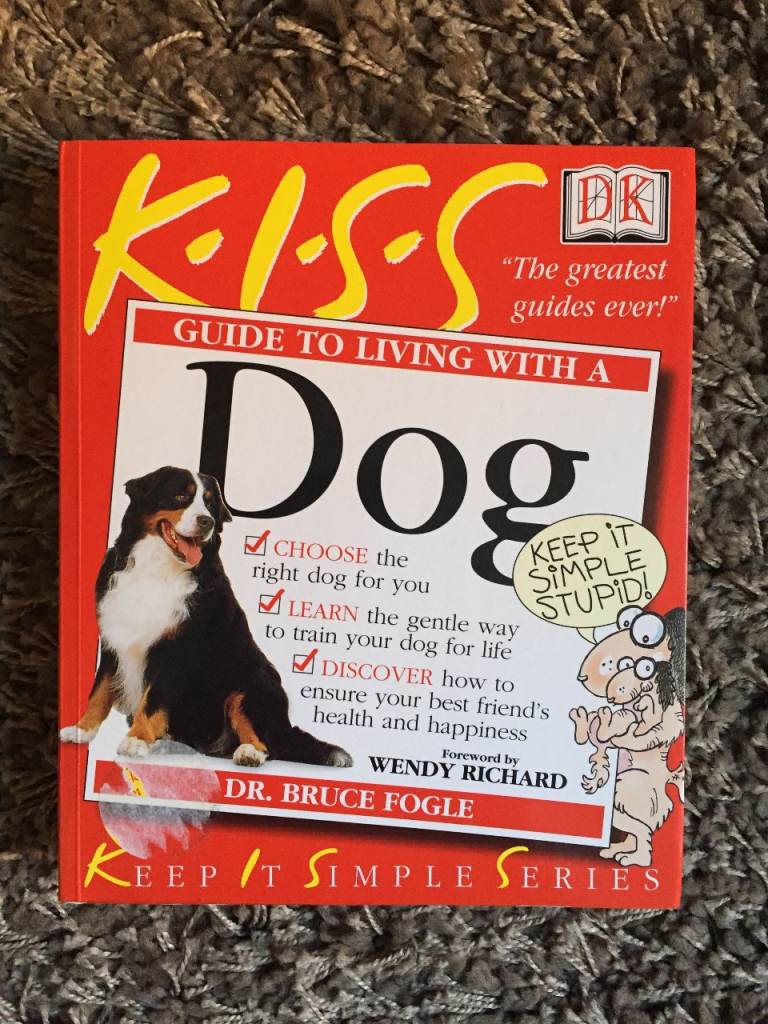 K·I·S·S
DK
"The greatest
guides ever!"
GUIDE TO LIVING WITH A
Dog
CHOOSE the
right dog for you
LEARN the gentle way
to train your dog for life
DISCOVER how to
ensure your best friend's
health and happiness
KEEP iT
SiMPLE
STUPiD!
Foreword by
WENDY RICHARD
DR. BRUCE FOGLE
KEEP IT SIMPLE SERIES